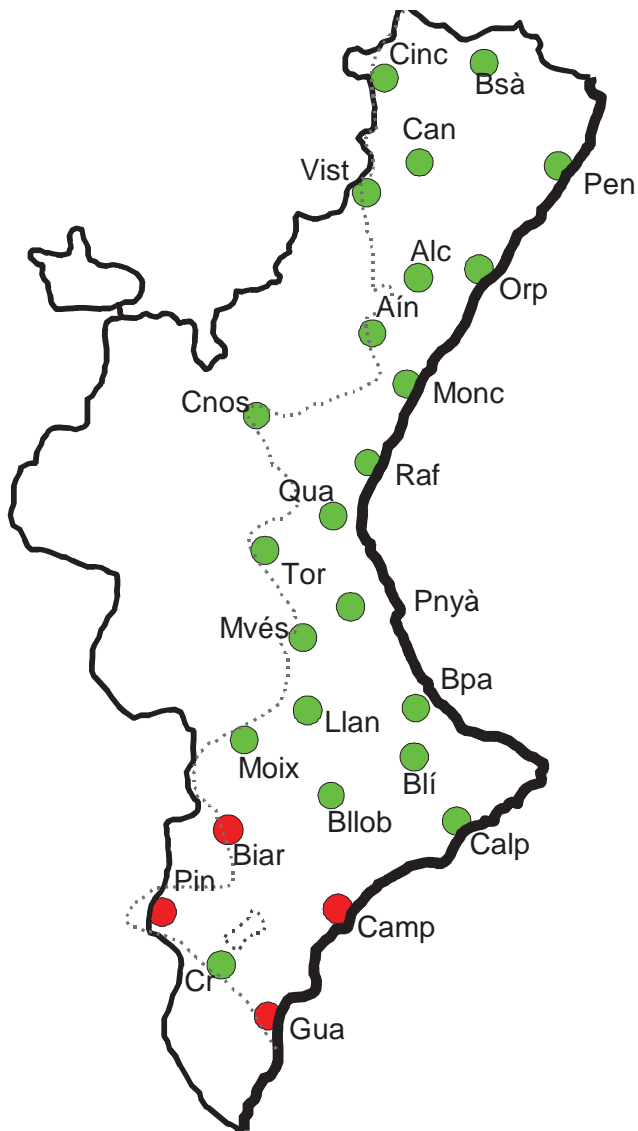 Cinc
Bsà
Can
Vist
Pen
Alc
Orp
Aín
Monc
Cnos
Raf
Qua
Tor
Pnyà
Mvés
Bpa
Llan
Moix
Blí
Bllob
Calp
Biar
Pin
Camp
Cr
Gua